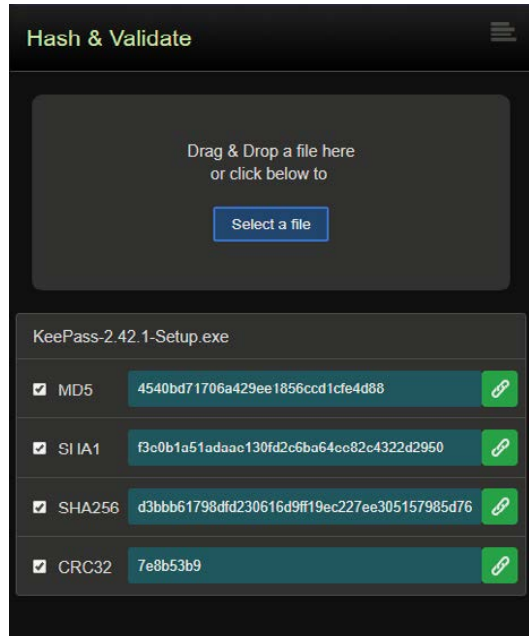 Hash & Validate
Drag & Drop a file here
or click below to
Select a file
KeePass-2.42.1-Setup.exe
MD5 4540bd71706a429ee1856ccd1cfe4d88
SHA1
SHA256 d3bbb61798dfd230616d9ff19ec227ee305157985d76
CRC32 7e8b53b9